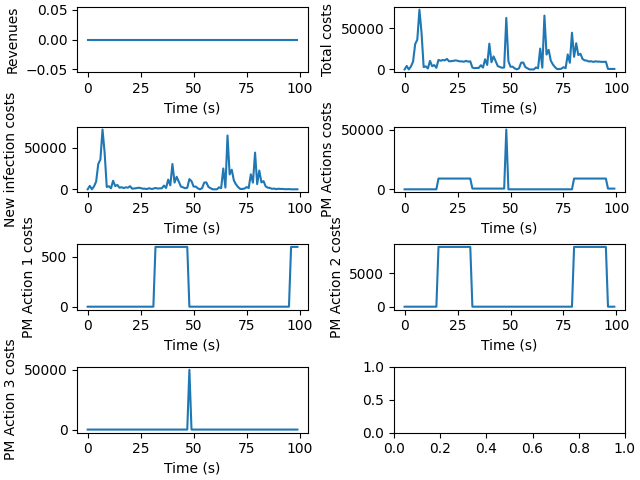 Revenues
0.05
0.00
−0.05
0 25 50 75 100
Time (s)
Total costs
50000
0
0 25 50 75 100
Time (s)
New infection costs
50000
0
0 25 50 75 100
Time (s)
PM Actions costs
50000
0
0 25 50 75 100
Time (s)
PM Action 1 costs
500
0
0 25 50 75 100
Time (s)
PM Action 2 costs
5000
0
0 25 50 75 100
Time (s)
PM Action 3 costs
50000
0
0 25 50 75 100
Time (s)
1.0
0.5
0.0
0.0 0.2 0.4 0.6 0.8 1.0